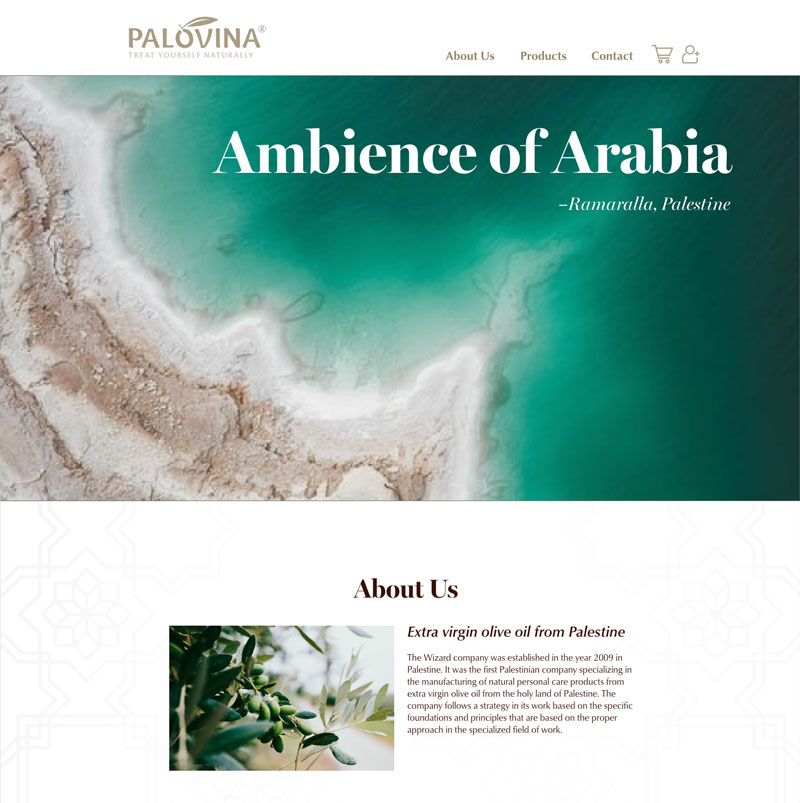 PALOVINA®
TREAT YOURSELF NATURALLY
About Us Products Contact
Ambience of Arabia
–Ramaralla, Palestine
About Us
Extra virgin olive oil from Palestine
The Wizard company was established in the year 2009 in
Palestine. It was the first Palestinian company specializing in
the manufacturing of natural personal care products from
extra virgin olive oil from the holy land of Palestine. The
company follows a strategy in its work based on the specific
foundations and principles that are based on the proper
approach in the specialized field of work.